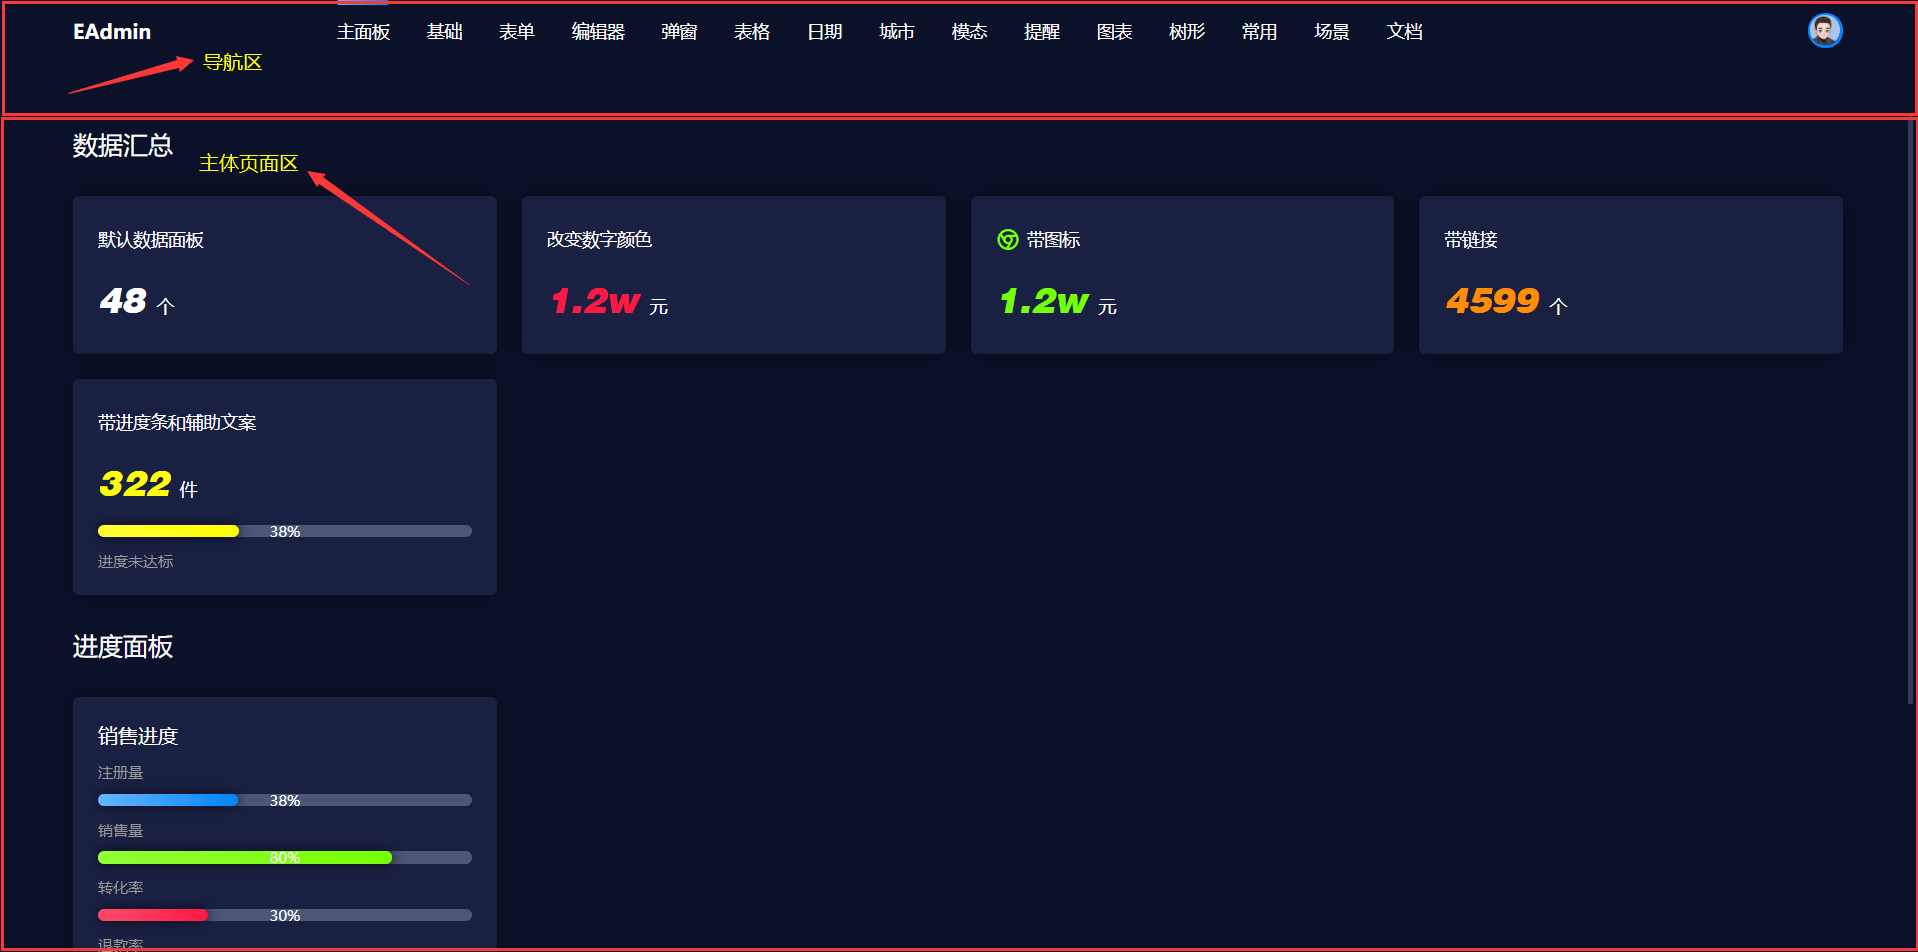 EAdmin 主面板 基础 表单 编辑器 弹窗 表格 日期 城市 模态 提醒 图表 树形 常用 场景 文档
导航区
数据汇总
主体页面区
默认数据面板
48 个
改变数字颜色
1.2w 元
带图标
1.2w 元
带链接
4599 个
带进度条和辅助文案
322 件
38%
进度未达标
进度面板
销售进度
注册量
38%
销售量
80%
转化率
30%
退款率